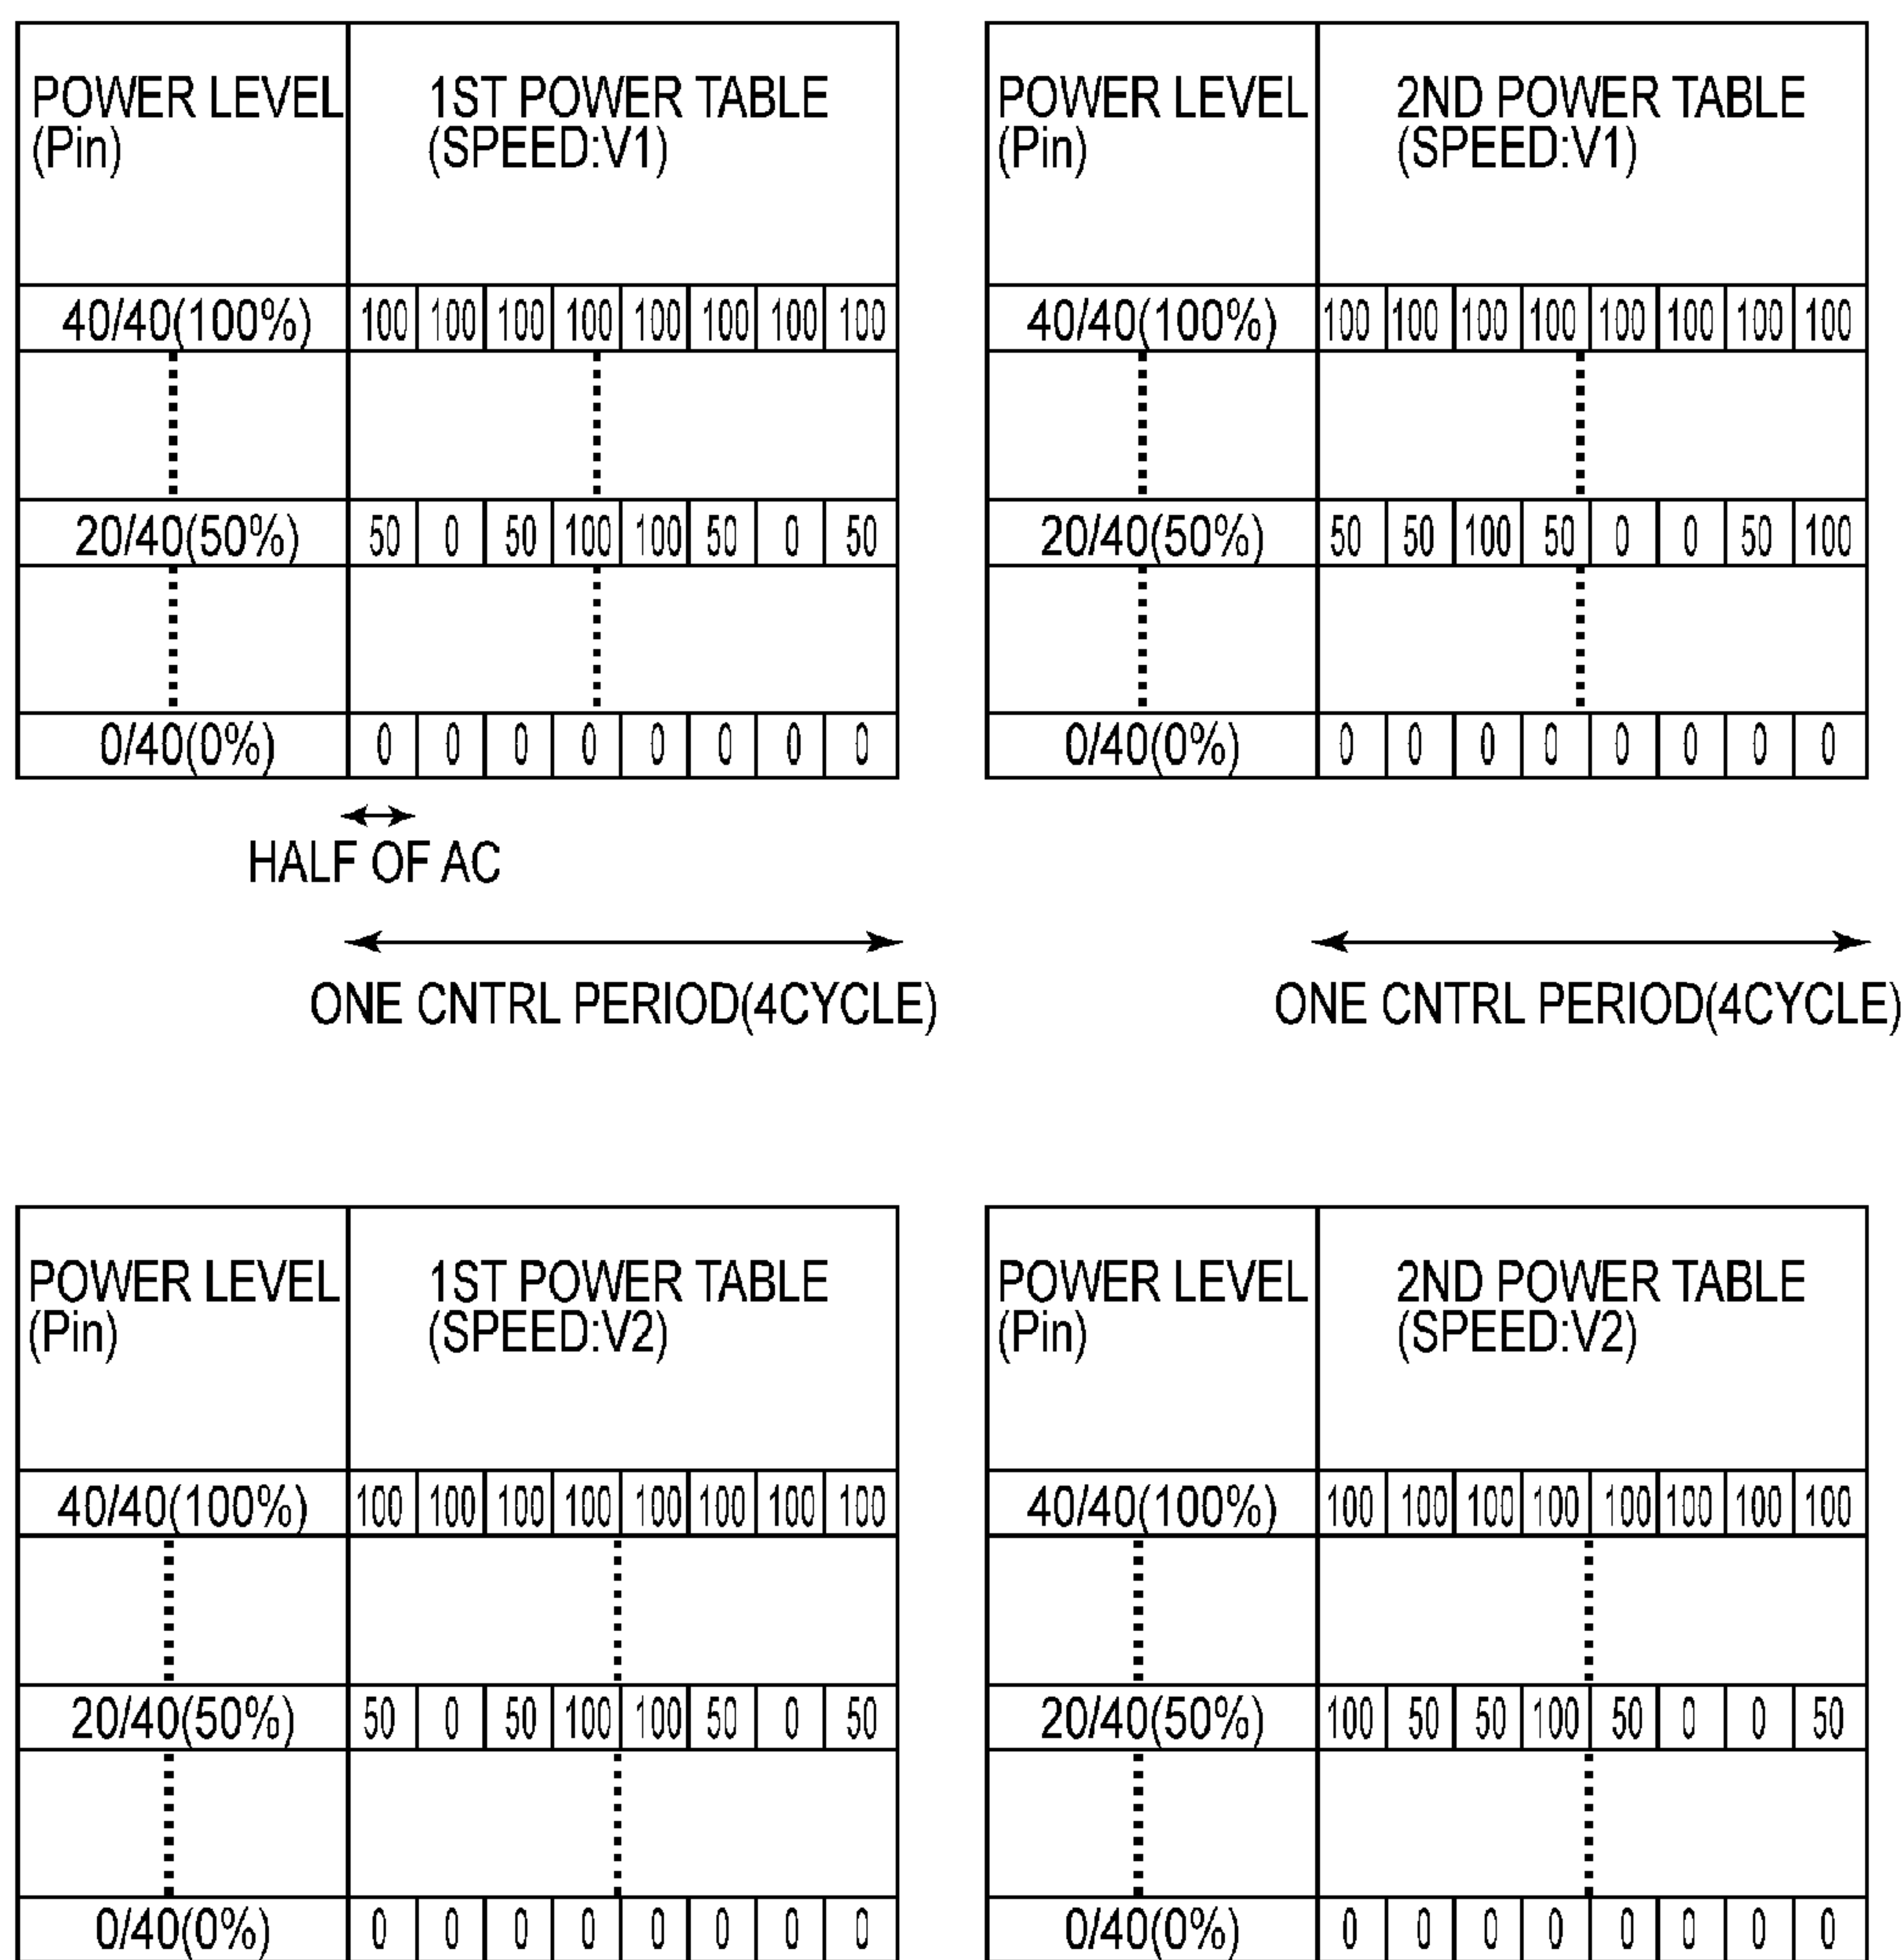 POWER LEVEL
(Pin)
1ST POWER TABLE
(SPEED:V1)
40/40(100%) 100 100 100 100 100 100 100 100
20/40(50%) 50 0 50 100 100 50 0 50
0/40(0%) 0 0 0 0 0 0 0 0
HALF OF AC
ONE CNTRL PERIOD(4CYCLE)
POWER LEVEL
(Pin)
2ND POWER TABLE
(SPEED:V1)
40/40(100%) 100 100 100 100 100 100 100 100
20/40(50%) 50 50 100 50 0 0 50 100
0/40(0%) 0 0 0 0 0 0 0 0
ONE CNTRL PERIOD(4CYCLE)
POWER LEVEL
(Pin)
1ST POWER TABLE
(SPEED:V2)
40/40(100%) 100 100 100 100 100 100 100 100
20/40(50%) 50 0 50 100 100 50 0 50
0/40(0%) 0 0 0 0 0 0 0 0
POWER LEVEL
(Pin)
2ND POWER TABLE
(SPEED:V2)
40/40(100%) 100 100 100 100 100 100 100 100
20/40(50%) 100 50 50 100 50 0 0 50
0/40(0%) 0 0 0 0 0 0 0 0